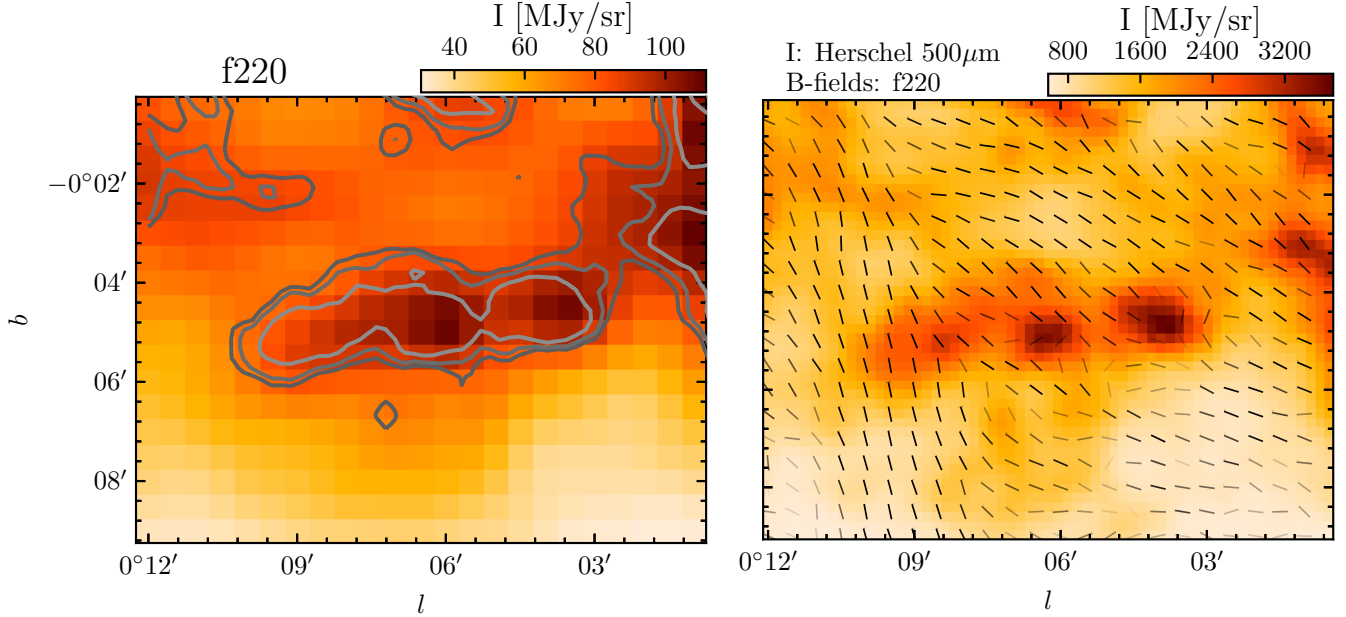 I [MJy/sr]
40 60 80 100
f220
−0°02′
04′
06′
08′
b
0°12′ 09′ 06′ 03′
l
I [MJy/sr]
I: Herschel 500μm
B-fields: f220
800 1600 2400 3200
0°12′ 09′ 06′ 03′
l